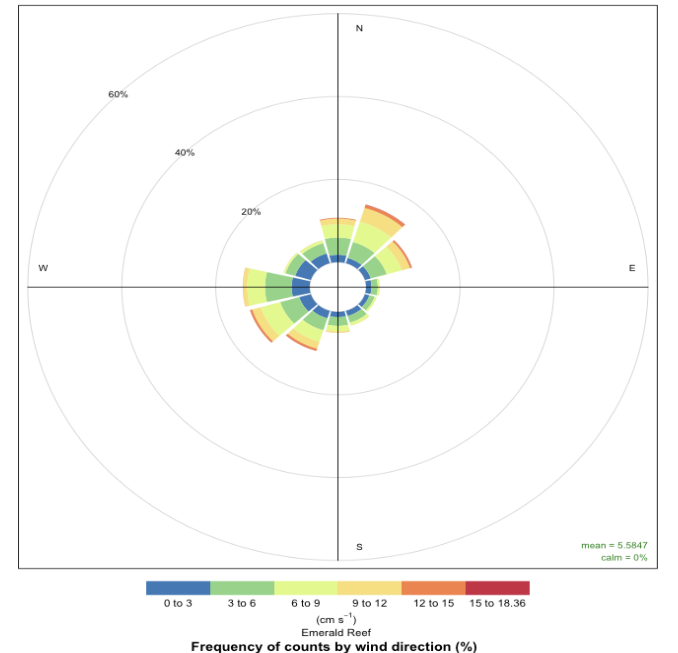 N
60%
40%
20%
W
E
S
mean = 5.5847
calm = 0%
0 to 3 3 to 6 6 to 9 9 to 12 12 to 15 15 to 18.36
(cm s⁻¹)
Emerald Reef
Frequency of counts by wind direction (%)